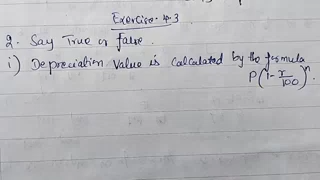 Exercise 4.3
2. Say True or false.
i) Depreciation value is calculated by the formula
P(1 - r/100)^n.